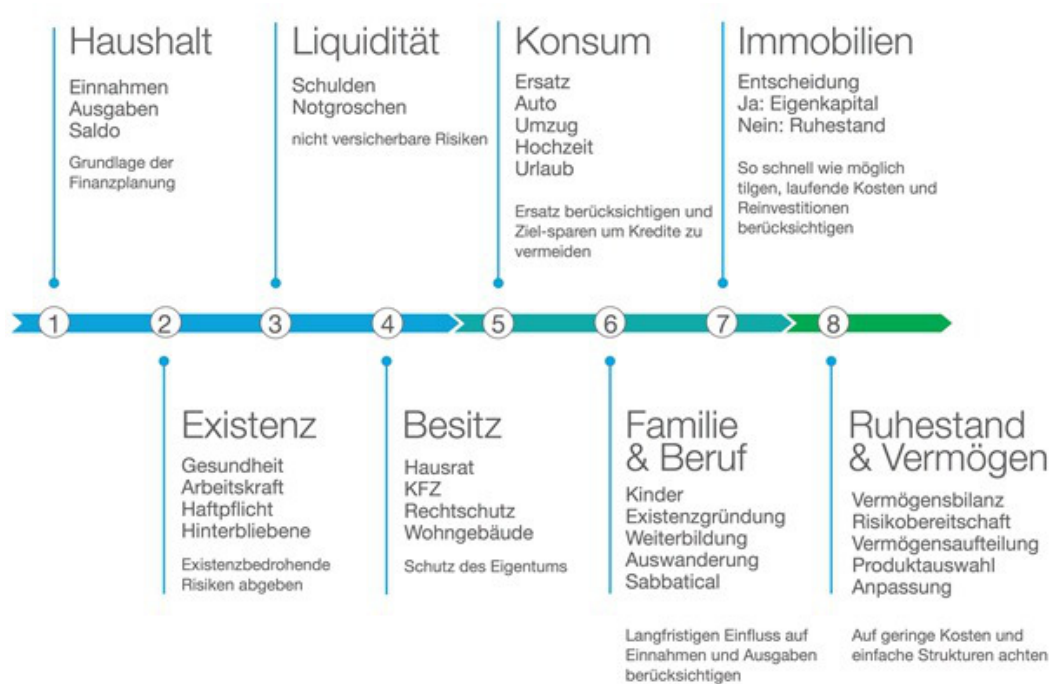 Haushalt
Einnahmen
Ausgaben
Saldo
Grundlage der
Finanzplanung
Liquidität
Schulden
Notgroschen
nicht versicherbare Risiken
Konsum
Ersatz
Auto
Umzug
Hochzeit
Urlaub
Ersatz berücksichtigen und
Ziel-sparen um Kredite zu
vermeiden
Immobilien
Entscheidung
Ja: Eigenkapital
Nein: Ruhestand
So schnell wie möglich
tilgen, laufende Kosten und
Reinvestitionen
berücksichtigen
1
2
3
4
5
6
7
8
Existenz
Gesundheit
Arbeitskraft
Haftpflicht
Hinterbliebene
Existenzbedrohende
Risiken abgeben
Besitz
Hausrat
KFZ
Rechtschutz
Wohngebäude
Schutz des Eigentums
Familie
& Beruf
Kinder
Existenzgründung
Weiterbildung
Auswanderung
Sabbatical
Langfristigen Einfluss auf
Einnahmen und Ausgaben
berücksichtigen
Ruhestand
& Vermögen
Vermögensbilanz
Risikobereitschaft
Vermögensaufteilung
Produktauswahl
Anpassung
Auf geringe Kosten und
einfache Strukturen achten